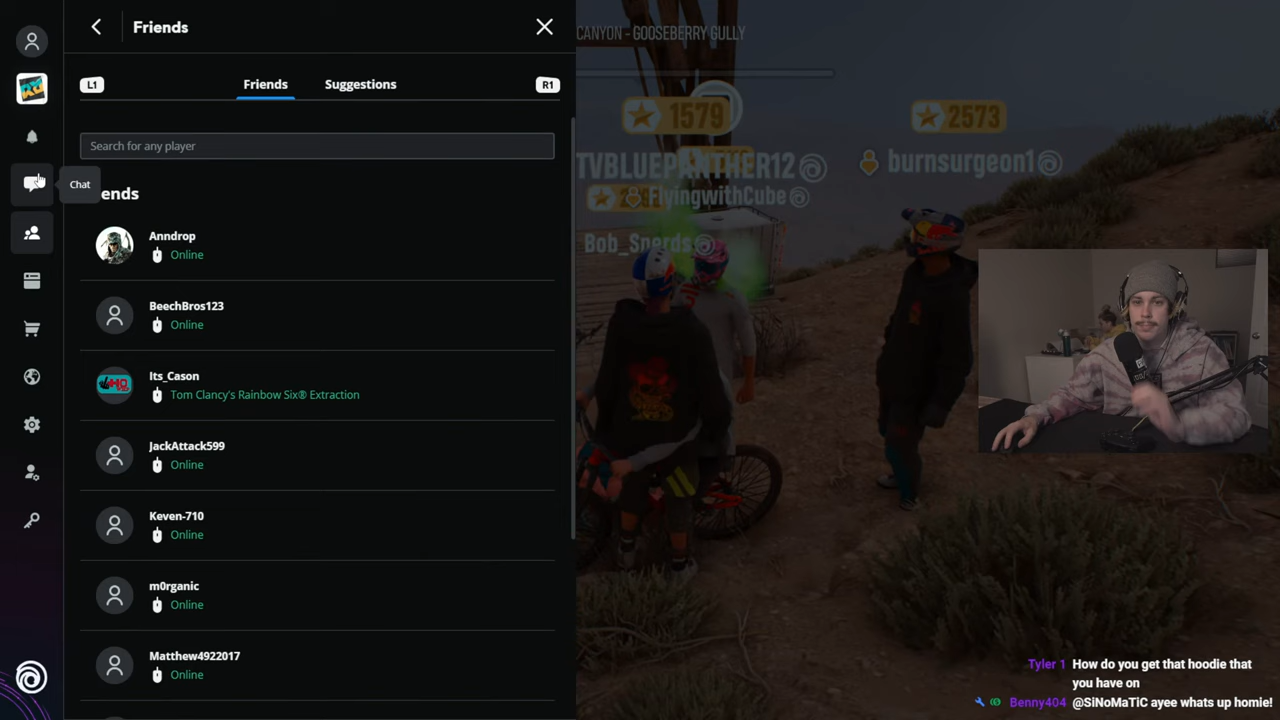 Friends
L1
Friends
Suggestions
R1
Search for any player
Chat
ends
Anndrop
Online
BeechBros123
Online
Its_Cason
Tom Clancy's Rainbow Six® Extraction
JackAttack599
Online
Keven-710
Online
m0rganic
Online
Matthew4922017
Online
CANYON - GOOSEBERRY GULLY
1579
2573
TVBLUEPANTHER12
burnsurgeon1
FlyingwithCube
Bob_Sperds
Tyler 1 How do you get that hoodie that
you have on
Benny404 @SiNoMaTiC ayee whats up homie!